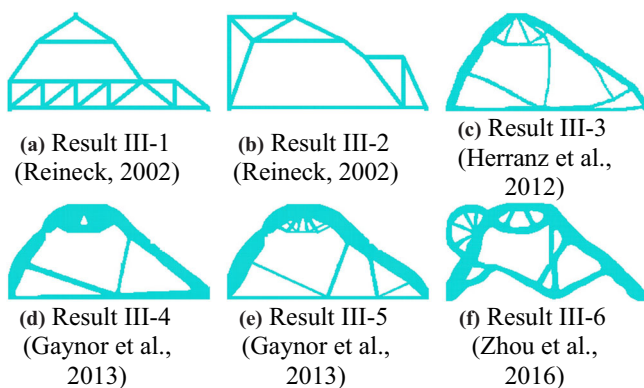 (a) Result III-1
(Reineck, 2002)
(b) Result III-2
(Reineck, 2002)
(c) Result III-3
(Herranz et al.,
2012)
(d) Result III-4
(Gaynor et al.,
2013)
(e) Result III-5
(Gaynor et al.,
2013)
(f) Result III-6
(Zhou et al.,
2016)